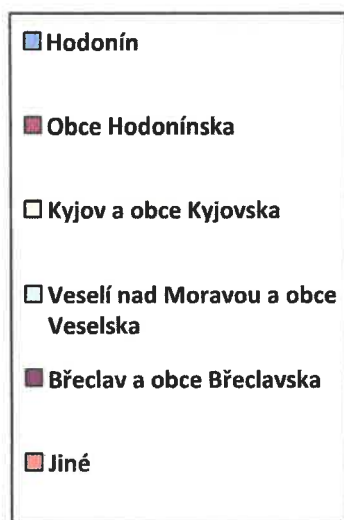 Hodonín
Obce Hodonínska
Kyjov a obce Kyjovska
Veselí nad Moravou a obce
Veselska
Břeclav a obce Břeclavska
Jiné